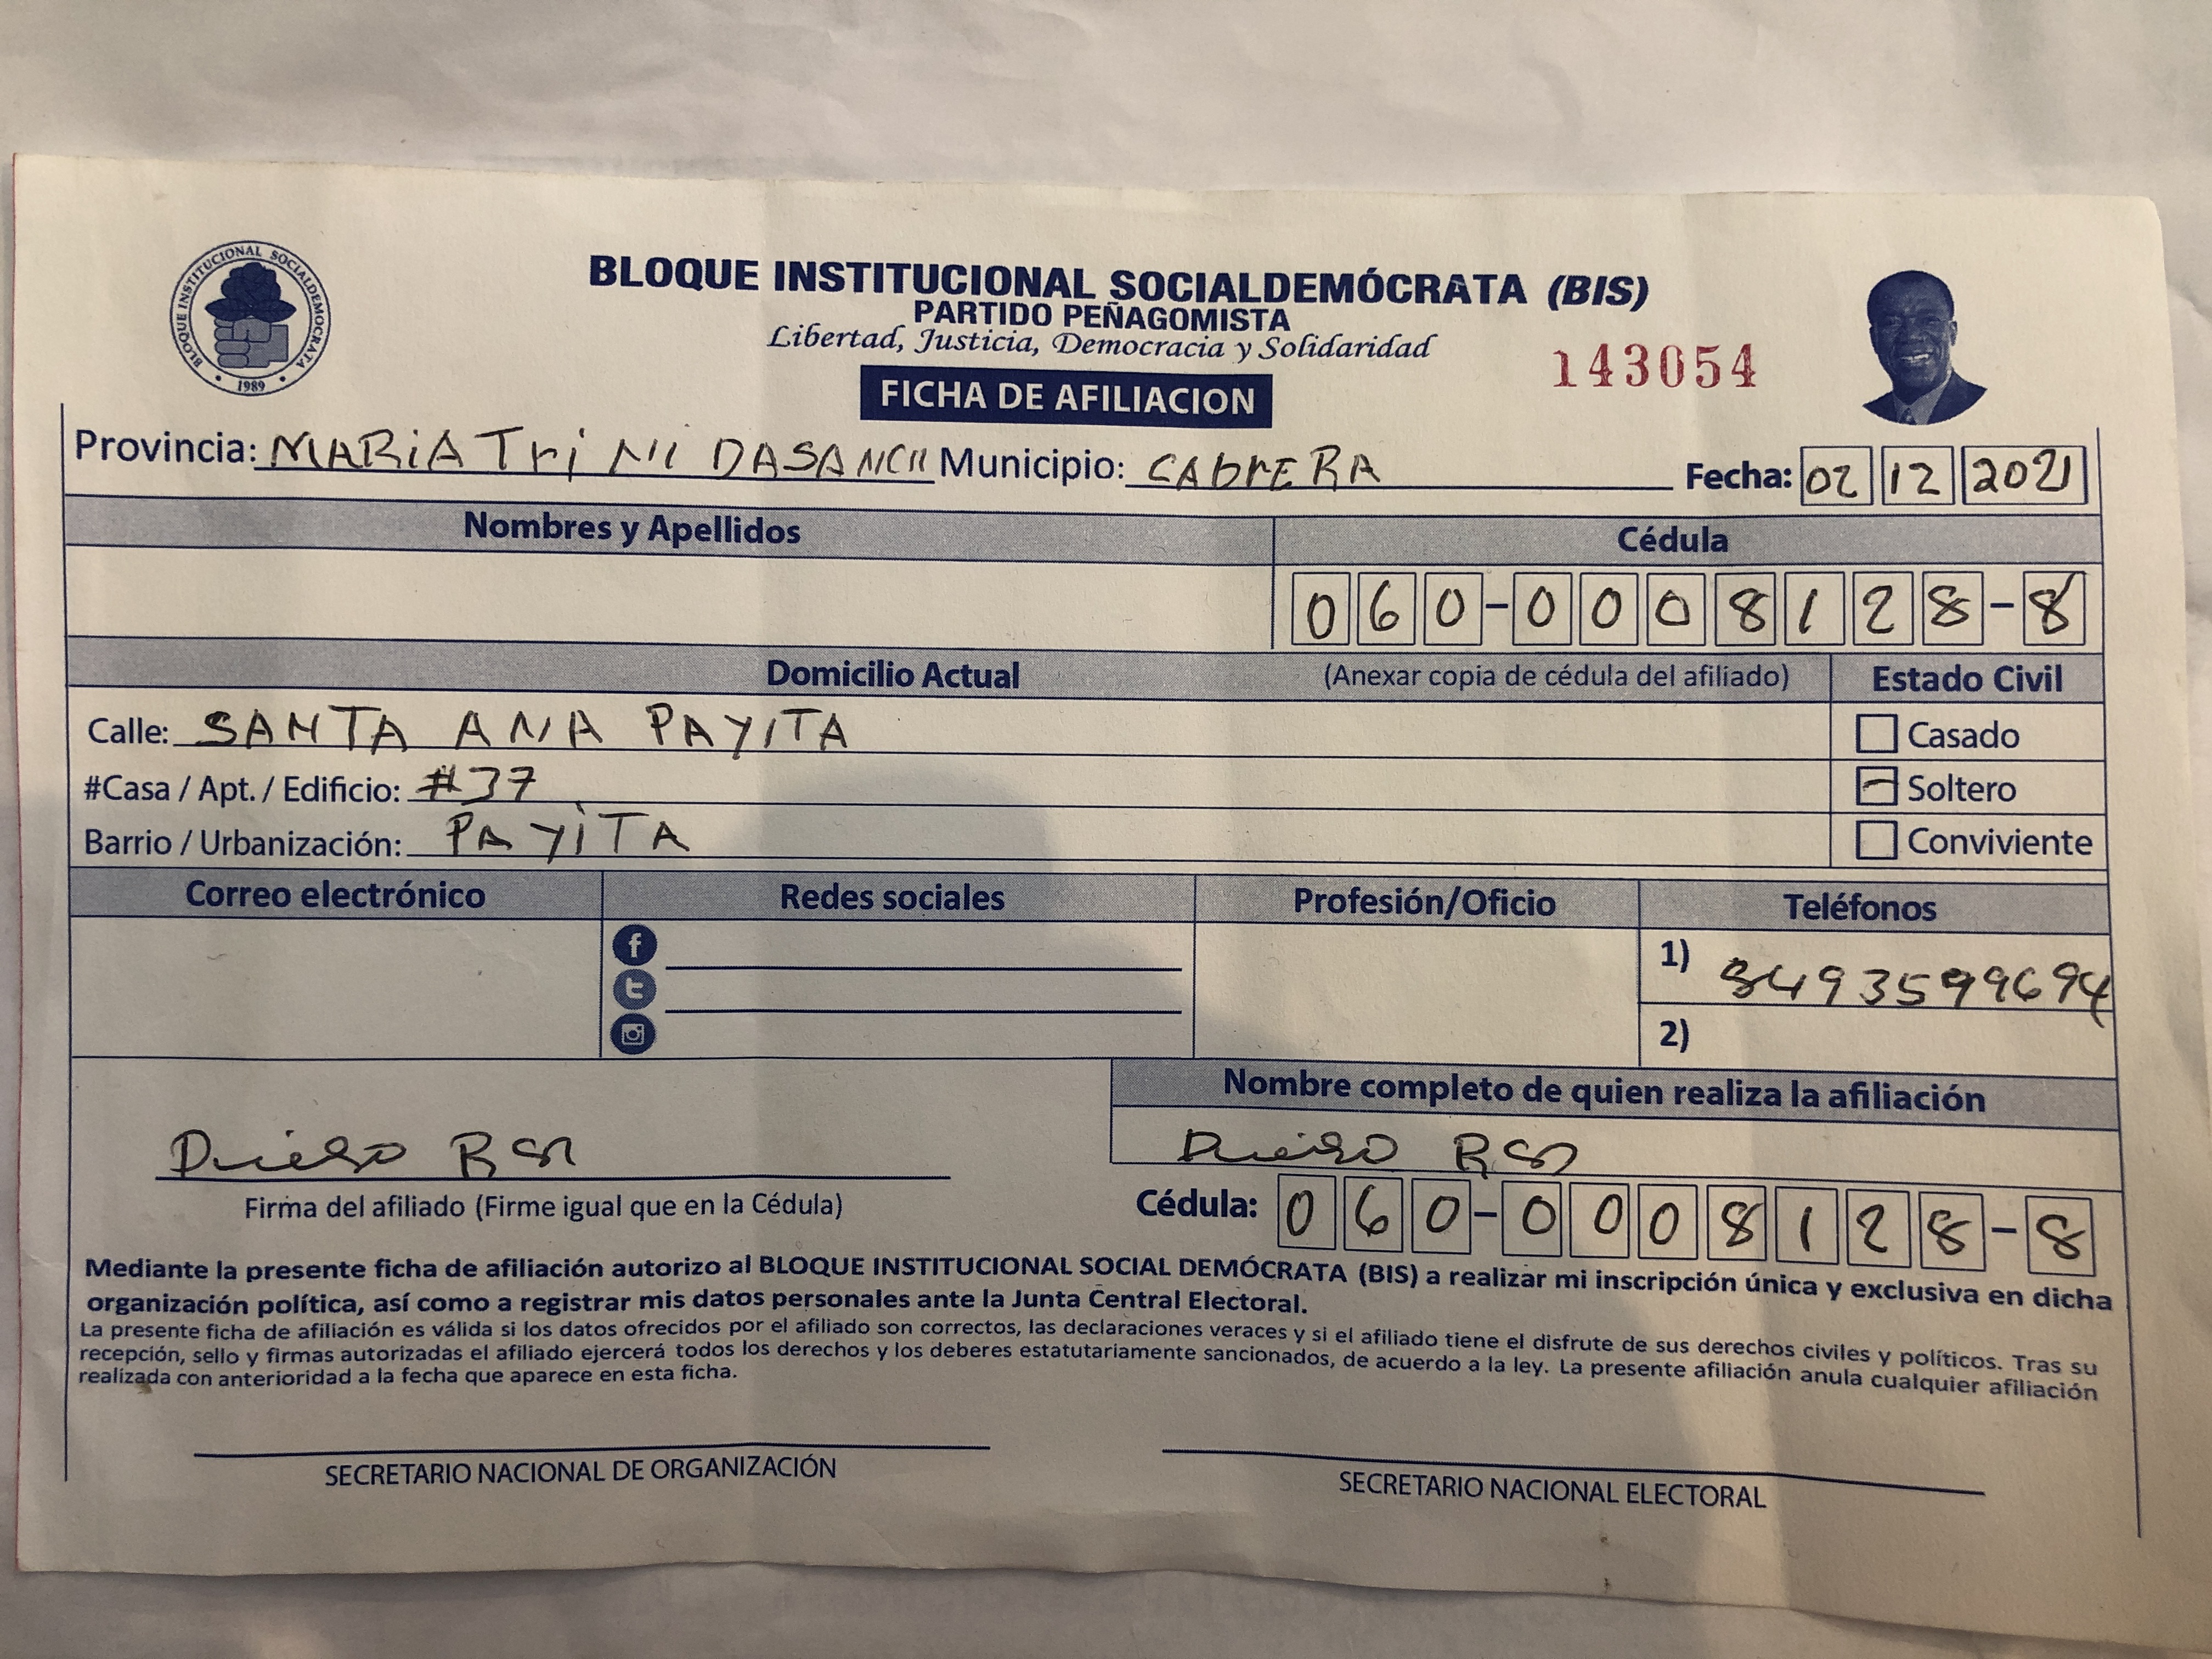 BLOQUE INSTITUCIONAL SOCIALDEMOCRATA
1989
BLOQUE INSTITUCIONAL SOCIALDEMÓCRATA (BIS)
PARTIDO PEÑAGOMISTA
Libertad, Justicia, Democracia y Solidaridad
143054
FICHA DE AFILIACION
Provincia: MARiA Tri Ni DASANCH Municipio: CAbrERA Fecha: 02 12 2021
Nombres y Apellidos Cédula
060-0008128-8
Domicilio Actual (Anexar copia de cédula del afiliado) Estado Civil
Calle: SANTA ANA PAYITA Casado
#Casa / Apt. / Edificio: #37 Soltero
Barrio / Urbanización: PAYiTA Conviviente
Correo electrónico Redes sociales Profesión/Oficio Teléfonos
1) 8493599694
2)
Nombre completo de quien realiza la afiliación
Firma del afiliado (Firme igual que en la Cédula) Cédula: 060-0008128-8
Mediante la presente ficha de afiliación autorizo al BLOQUE INSTITUCIONAL SOCIAL DEMÓCRATA (BIS) a realizar mi inscripción única y exclusiva en dicha
organización política, así como a registrar mis datos personales ante la Junta Central Electoral.
La presente ficha de afiliación es válida si los datos ofrecidos por el afiliado son correctos, las declaraciones veraces y si el afiliado tiene el disfrute de sus derechos civiles y políticos. Tras su
recepción, sello y firmas autorizadas el afiliado ejercerá todos los derechos y los deberes estatutariamente sancionados, de acuerdo a la ley. La presente afiliación anula cualquier afiliación
realizada con anterioridad a la fecha que aparece en esta ficha.
SECRETARIO NACIONAL DE ORGANIZACIÓN SECRETARIO NACIONAL ELECTORAL